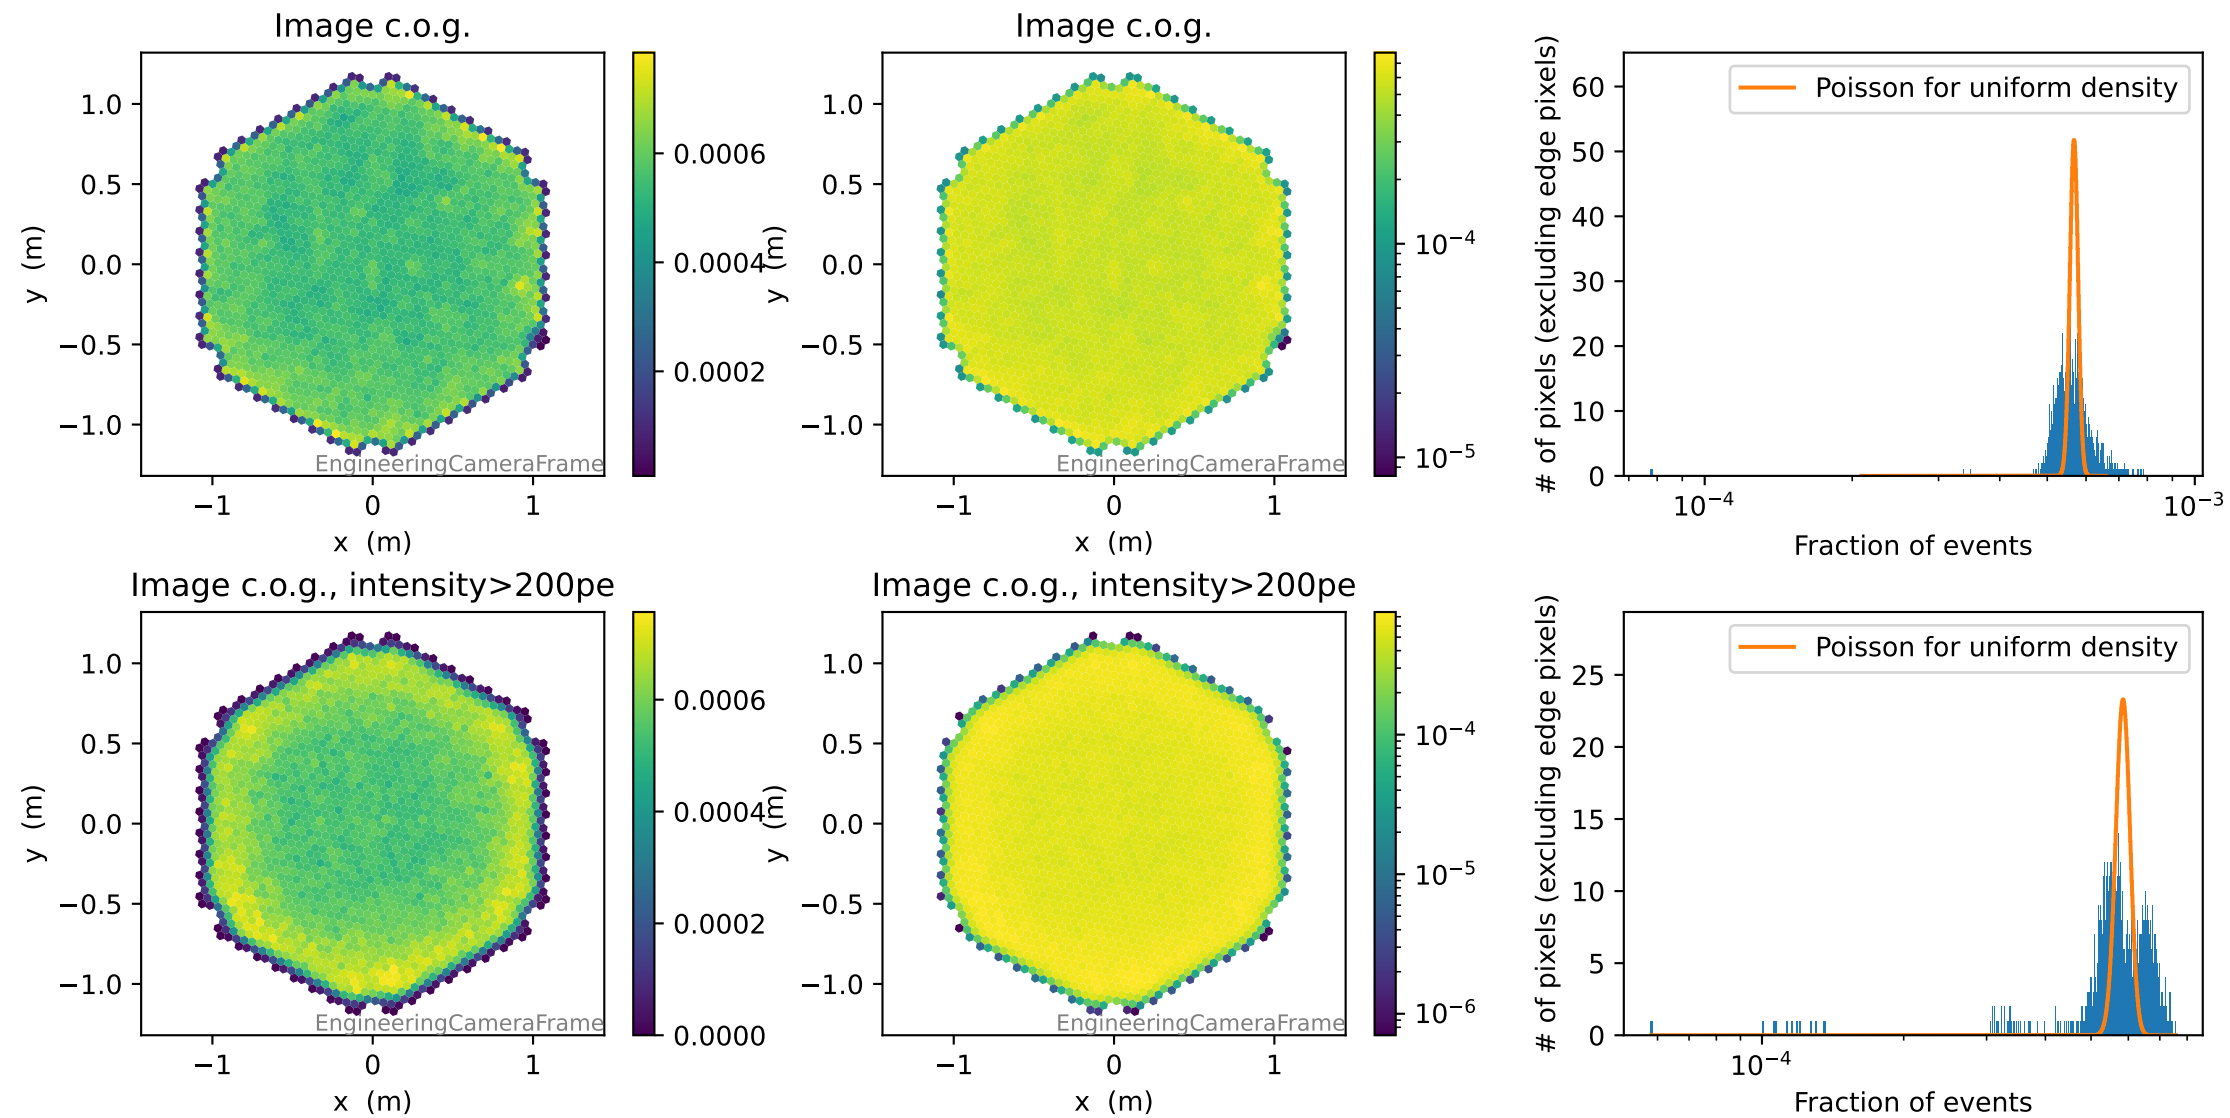 Image c.o.g.
1.0
0.5
0.0
−0.5
−1.0
y (m)
−1
0
1
x (m)
EngineeringCameraFrame
0.0006
0.0004
0.0002
Image c.o.g.
1.0
0.5
0.0
−0.5
−1.0
y (m)
−1
0
1
x (m)
EngineeringCameraFrame
10⁻⁴
10⁻⁵
# of pixels (excluding edge pixels)
60
50
40
30
20
10
0
Poisson for uniform density
10⁻⁴
10⁻³
Fraction of events
Image c.o.g., intensity>200pe
1.0
0.5
0.0
−0.5
−1.0
y (m)
−1
0
1
x (m)
EngineeringCameraFrame
0.0006
0.0004
0.0002
0.0000
Image c.o.g., intensity>200pe
1.0
0.5
0.0
−0.5
−1.0
y (m)
−1
0
1
x (m)
EngineeringCameraFrame
10⁻⁴
10⁻⁵
10⁻⁶
# of pixels (excluding edge pixels)
25
20
15
10
5
0
Poisson for uniform density
10⁻⁴
Fraction of events